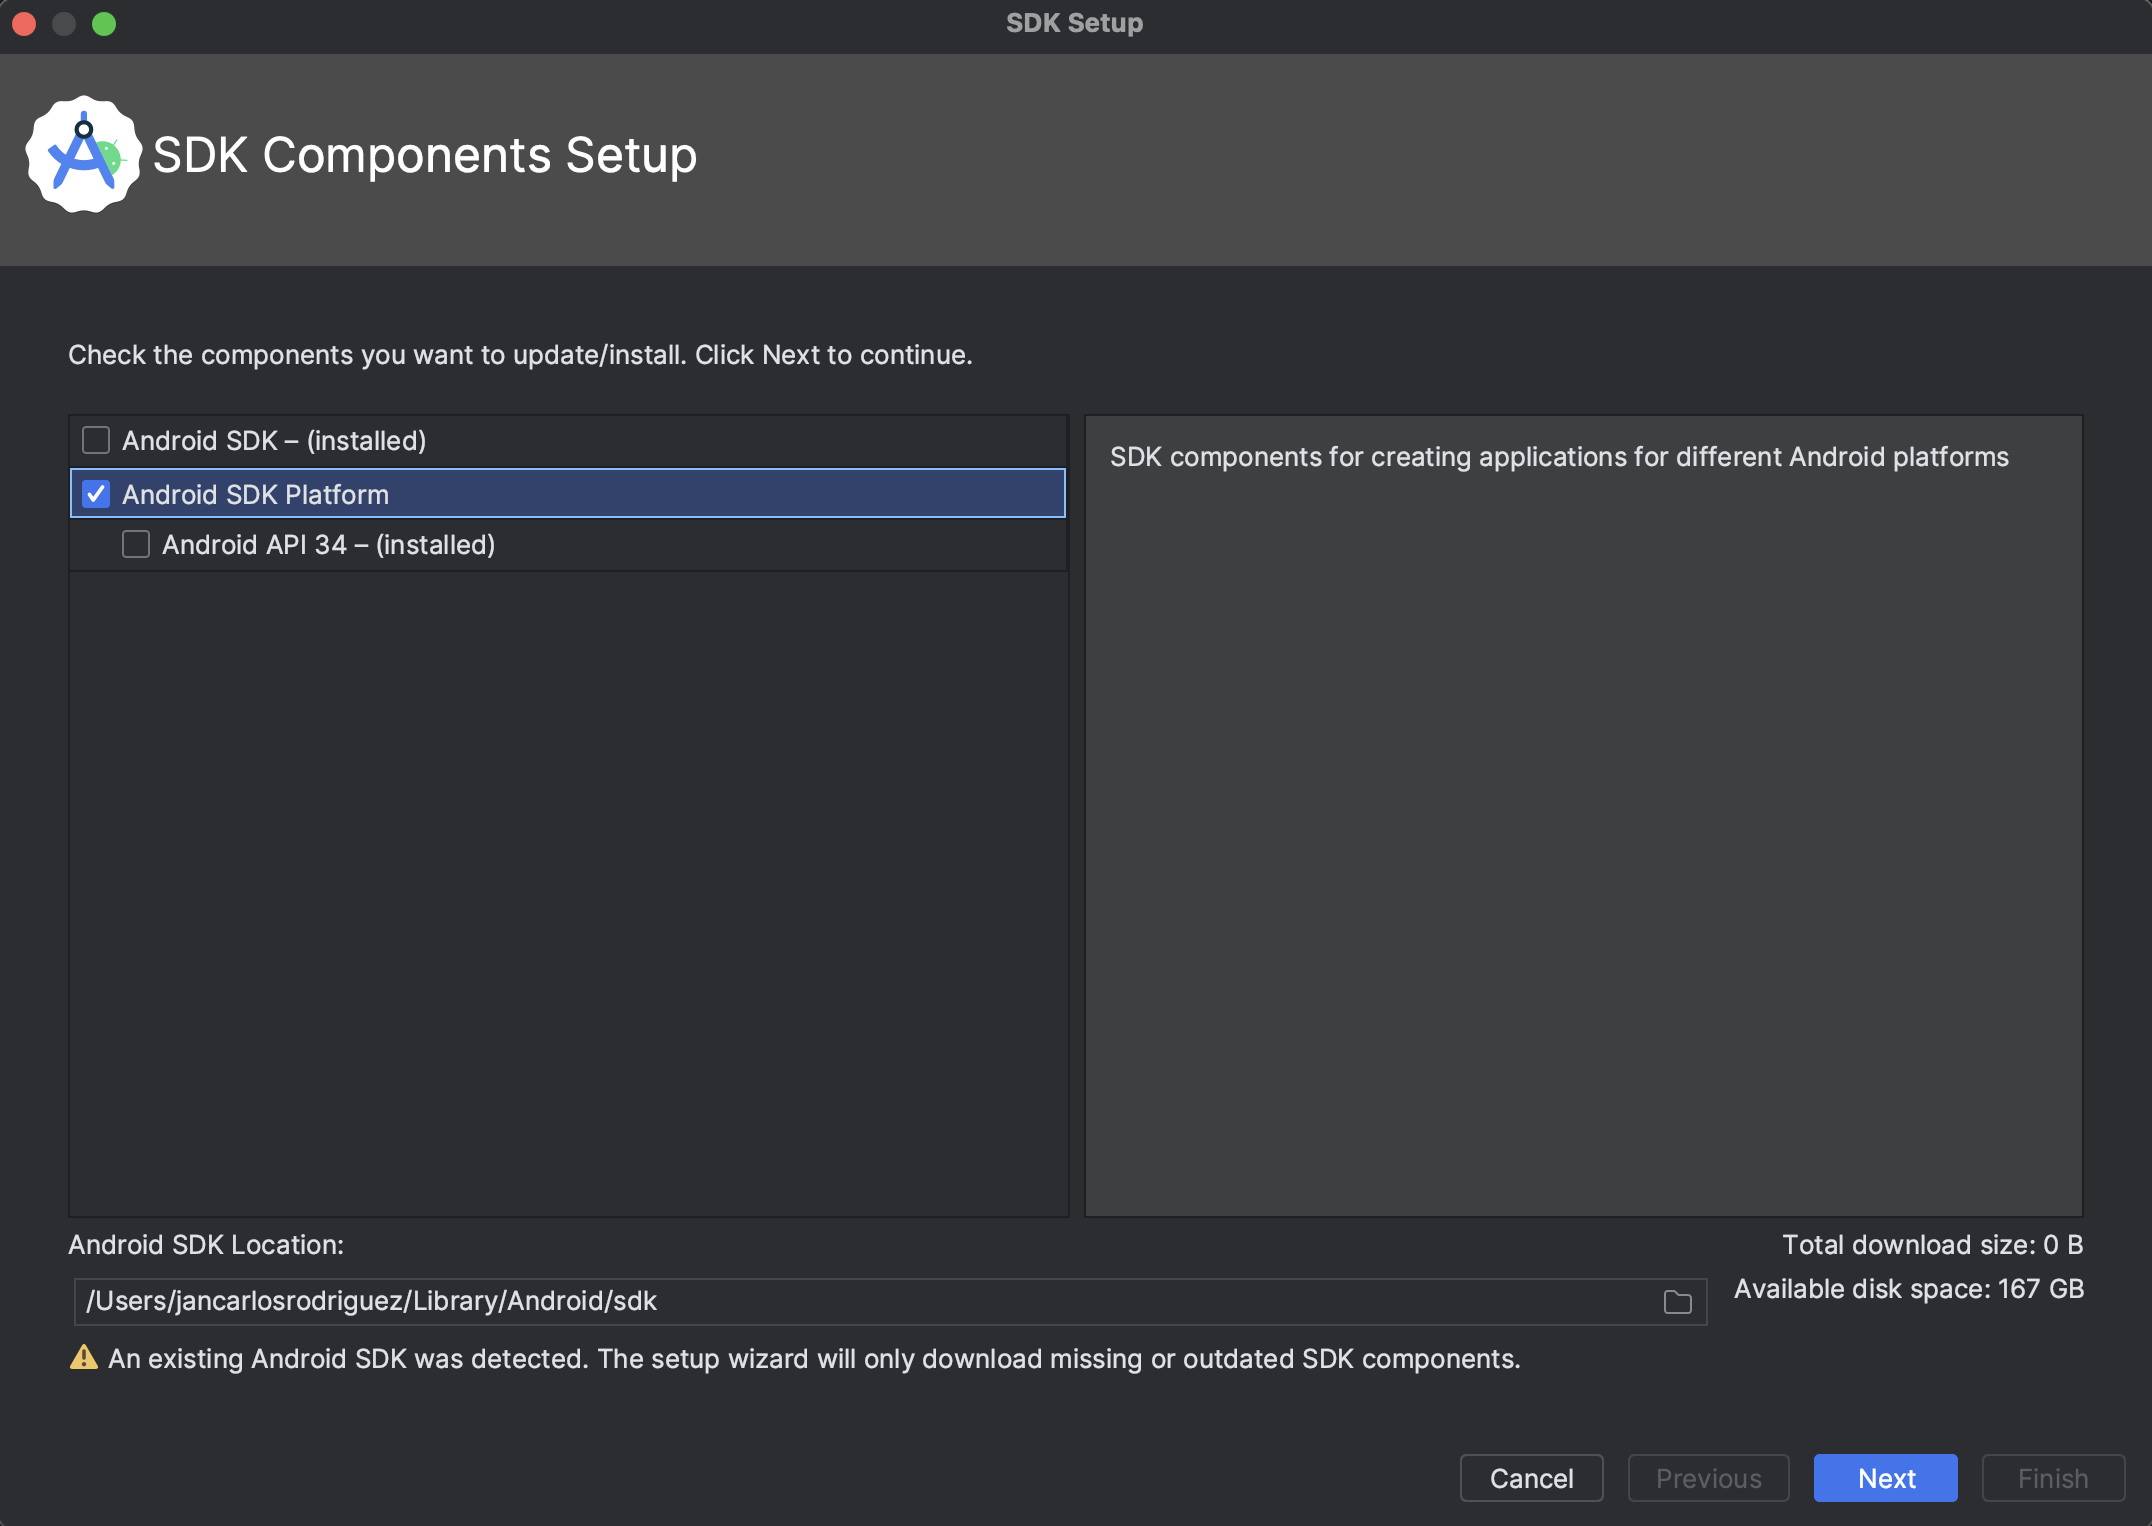 SDK Setup
SDK Components Setup
Check the components you want to update/install. Click Next to continue.
Android SDK – (installed)
Android SDK Platform
Android API 34 – (installed)
SDK components for creating applications for different Android platforms
Android SDK Location:
Total download size: 0 B
/Users/jancarlosrodriguez/Library/Android/sdk
Available disk space: 167 GB
An existing Android SDK was detected. The setup wizard will only download missing or outdated SDK components.
Cancel Previous Next Finish